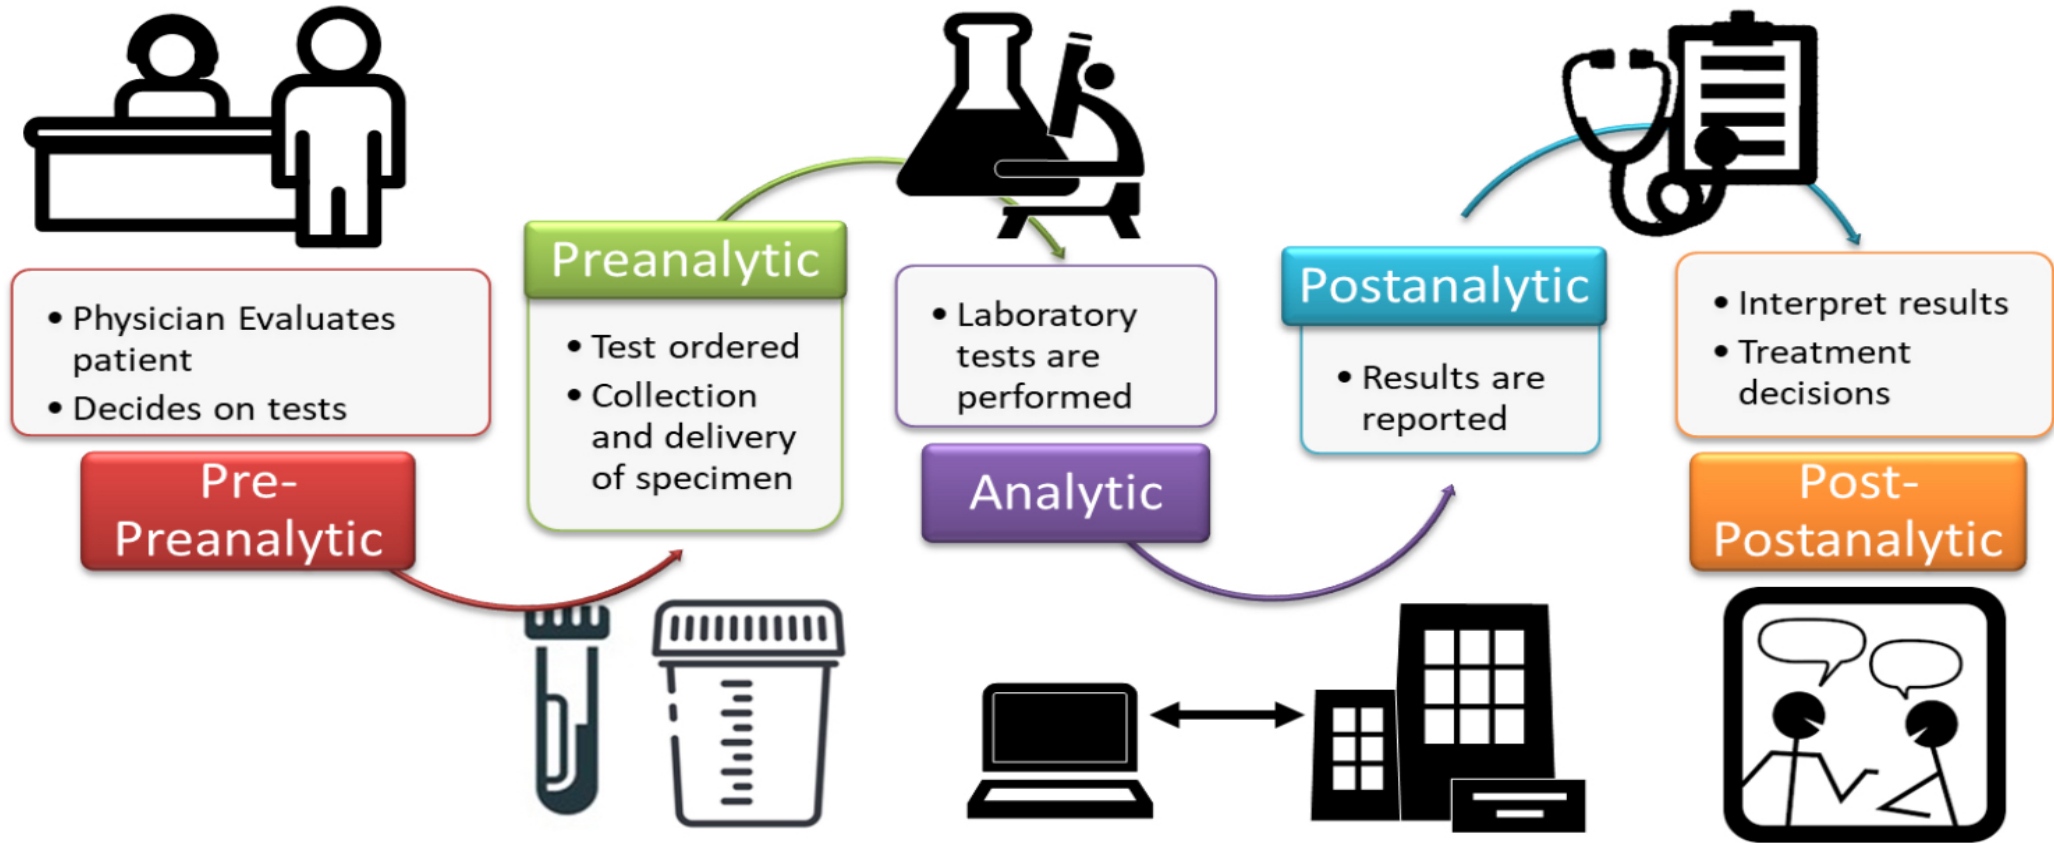 • Physician Evaluates
patient
• Decides on tests
Pre-
Preanalytic
Preanalytic
• Test ordered
• Collection
and delivery
of specimen
• Laboratory
tests are
performed
Analytic
Postanalytic
• Results are
reported
• Interpret results
• Treatment
decisions
Post-
Postanalytic